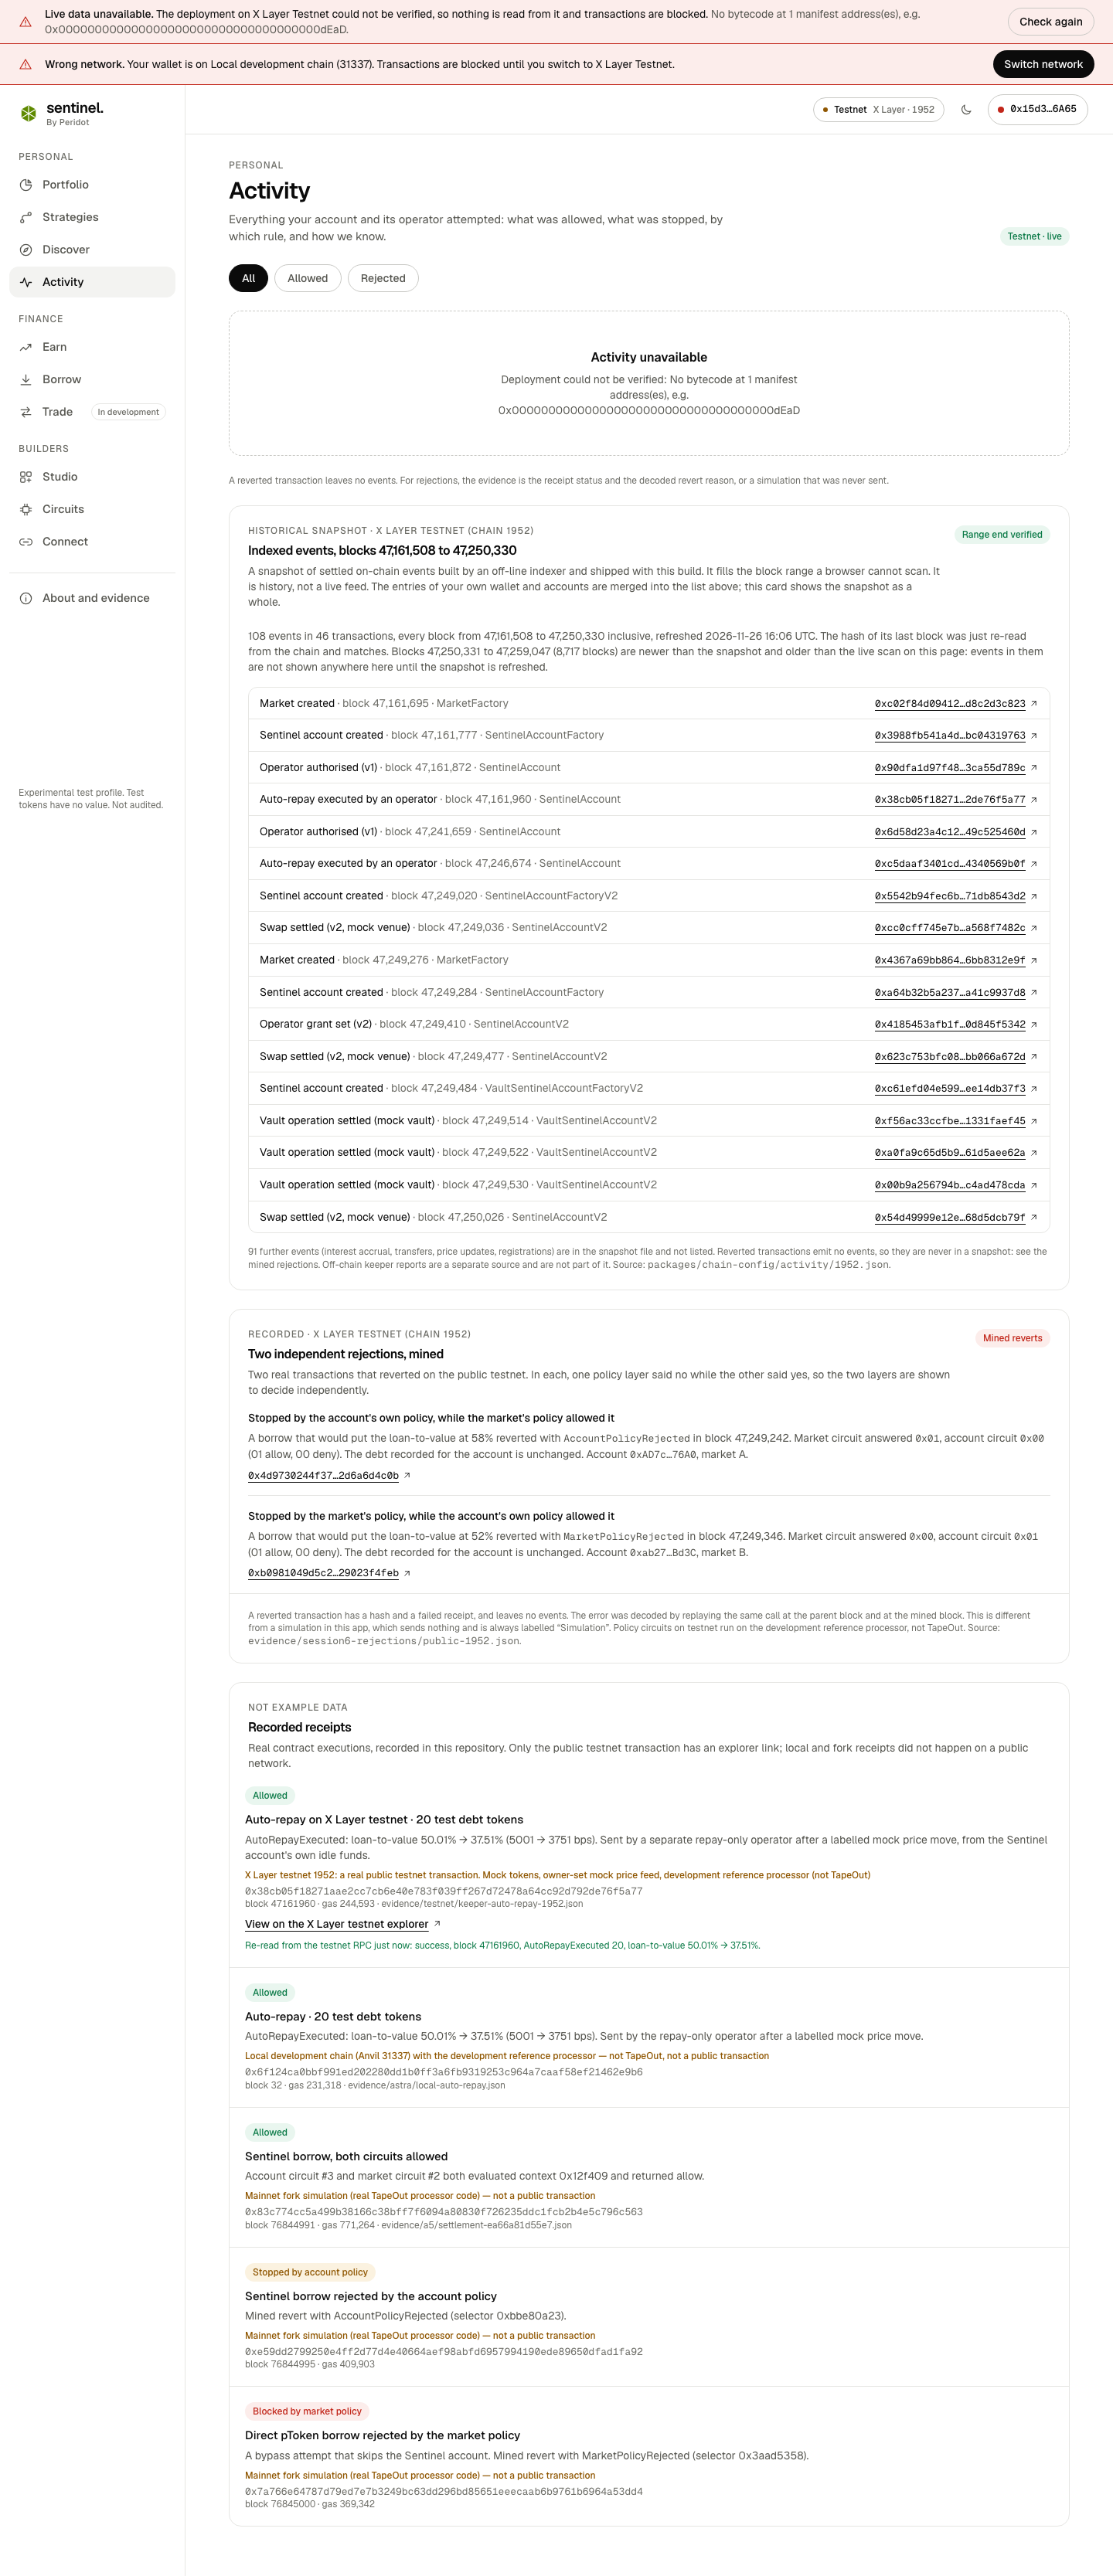 Live data unavailable. The deployment on X Layer Testnet could not be verified, so nothing is read from it and transactions are blocked. No bytecode at 1 manifest address(es), e.g.
0x000000000000000000000000000000000000dEaD.
Check again
Wrong network. Your wallet is on Local development chain (31337). Transactions are blocked until you switch to X Layer Testnet.
Switch network
sentinel.
By Peridot
Testnet X Layer · 1952
0x15d3…6A65
PERSONAL
Portfolio
Strategies
Discover
Activity
FINANCE
Earn
Borrow
Trade In development
BUILDERS
Studio
Circuits
Connect
About and evidence
Experimental test profile. Test
tokens have no value. Not audited.
PERSONAL
Activity
Everything your account and its operator attempted: what was allowed, what was stopped, by
which rule, and how we know.
Testnet · live
All Allowed Rejected
Activity unavailable
Deployment could not be verified: No bytecode at 1 manifest
address(es), e.g.
0x000000000000000000000000000000000000dEaD
A reverted transaction leaves no events. For rejections, the evidence is the receipt status and the decoded revert reason, or a simulation that was never sent.
HISTORICAL SNAPSHOT · X LAYER TESTNET (CHAIN 1952)
Range end verified
Indexed events, blocks 47,161,508 to 47,250,330
A snapshot of settled on-chain events built by an off-line indexer and shipped with this build. It fills the block range a browser cannot scan. It
is history, not a live feed. The entries of your own wallet and accounts are merged into the list above; this card shows the snapshot as a
whole.
108 events in 46 transactions, every block from 47,161,508 to 47,250,330 inclusive, refreshed 2026-11-26 16:06 UTC. The hash of its last block was just re-read
from the chain and matches. Blocks 47,250,331 to 47,259,047 (8,717 blocks) are newer than the snapshot and older than the live scan on this page: events in them
are not shown anywhere here until the snapshot is refreshed.
Market created · block 47,161,695 · MarketFactory 0xc02f84d09412…d8c2d3c823
Sentinel account created · block 47,161,777 · SentinelAccountFactory 0x3988fb541a4d…bc04319763
Operator authorised (v1) · block 47,161,872 · SentinelAccount 0x90dfa1d97f48…3ca55d789c
Auto-repay executed by an operator · block 47,161,960 · SentinelAccount 0x38cb05f18271…2de76f5a77
Operator authorised (v1) · block 47,241,659 · SentinelAccount 0x6d58d23a4c12…49c525460d
Auto-repay executed by an operator · block 47,246,674 · SentinelAccount 0xc5daaf3401cd…4340569b0f
Sentinel account created · block 47,249,020 · SentinelAccountFactoryV2 0x5542b94fec6b…71db8543d2
Swap settled (v2, mock venue) · block 47,249,036 · SentinelAccountV2 0xcc0cff745e7b…a568f7482c
Market created · block 47,249,276 · MarketFactory 0x4367a69bb864…6bb8312e9f
Sentinel account created · block 47,249,284 · SentinelAccountFactory 0xa64b32b5a237…a41c9937d8
Operator grant set (v2) · block 47,249,410 · SentinelAccountV2 0x4185453afb1f…0d845f5342
Swap settled (v2, mock venue) · block 47,249,477 · SentinelAccountV2 0x623c753bfc08…bb066a672d
Sentinel account created · block 47,249,484 · VaultSentinelAccountFactoryV2 0xc61efd04e599…ee14db37f3
Vault operation settled (mock vault) · block 47,249,514 · VaultSentinelAccountV2 0xf56ac33ccfbe…1331faef45
Vault operation settled (mock vault) · block 47,249,522 · VaultSentinelAccountV2 0xa0fa9c65d5b9…61d5aee62a
Vault operation settled (mock vault) · block 47,249,530 · VaultSentinelAccountV2 0x00b9a256794b…c4ad478cda
Swap settled (v2, mock venue) · block 47,250,026 · SentinelAccountV2 0x54d49999e12e…68d5dcb79f
91 further events (interest accrual, transfers, price updates, registrations) are in the snapshot file and not listed. Reverted transactions emit no events, so they are never in a snapshot: see the
mined rejections. Off-chain keeper reports are a separate source and are not part of it. Source: packages/chain-config/activity/1952.json.
RECORDED · X LAYER TESTNET (CHAIN 1952)
Mined reverts
Two independent rejections, mined
Two real transactions that reverted on the public testnet. In each, one policy layer said no while the other said yes, so the two layers are shown
to decide independently.
Stopped by the account's own policy, while the market's policy allowed it
A borrow that would put the loan-to-value at 58% reverted with AccountPolicyRejected in block 47,249,242. Market circuit answered 0x01, account circuit 0x00
(01 allow, 00 deny). The debt recorded for the account is unchanged. Account 0xAD7c…76A0, market A.
0x4d9730244f37…2d6a6d4c0b
Stopped by the market's policy, while the account's own policy allowed it
A borrow that would put the loan-to-value at 52% reverted with MarketPolicyRejected in block 47,249,346. Market circuit answered 0x00, account circuit 0x01
(01 allow, 00 deny). The debt recorded for the account is unchanged. Account 0xab27…Bd3C, market B.
0xb0981049d5c2…29023f4feb
A reverted transaction has a hash and a failed receipt, and leaves no events. The error was decoded by replaying the same call at the parent block and at the mined block. This is different
from a simulation in this app, which sends nothing and is always labelled “Simulation”. Policy circuits on testnet run on the development reference processor, not TapeOut. Source:
evidence/session6-rejections/public-1952.json.
NOT EXAMPLE DATA
Recorded receipts
Real contract executions, recorded in this repository. Only the public testnet transaction has an explorer link; local and fork receipts did not happen on a public
network.
Allowed
Auto-repay on X Layer testnet · 20 test debt tokens
AutoRepayExecuted: loan-to-value 50.01% → 37.51% (5001 → 3751 bps). Sent by a separate repay-only operator after a labelled mock price move, from the Sentinel
account's own idle funds.
X Layer testnet 1952: a real public testnet transaction. Mock tokens, owner-set mock price feed, development reference processor (not TapeOut)
0x38cb05f18271aae2cc7cb6e40e783f039ff267d72478a64cc92d792de76f5a77
block 47161960 · gas 244,593 · evidence/testnet/keeper-auto-repay-1952.json
View on the X Layer testnet explorer
Re-read from the testnet RPC just now: success, block 47161960, AutoRepayExecuted 20, loan-to-value 50.01% → 37.51%.
Allowed
Auto-repay · 20 test debt tokens
AutoRepayExecuted: loan-to-value 50.01% → 37.51% (5001 → 3751 bps). Sent by the repay-only operator after a labelled mock price move.
Local development chain (Anvil 31337) with the development reference processor — not TapeOut, not a public transaction
0x6f124ca0bbf991ed202280dd1b0ff3a6fb9319253c964a7caaf58ef21462e9b6
block 32 · gas 231,318 · evidence/astra/local-auto-repay.json
Allowed
Sentinel borrow, both circuits allowed
Account circuit #3 and market circuit #2 both evaluated context 0x12f409 and returned allow.
Mainnet fork simulation (real TapeOut processor code) — not a public transaction
0x83c774cc5a499b38166c38bff7f6094a80830f726235ddc1fcb2b4e5c796c563
block 76844991 · gas 771,264 · evidence/a5/settlement-ea66a81d55e7.json
Stopped by account policy
Sentinel borrow rejected by the account policy
Mined revert with AccountPolicyRejected (selector 0xbbe80a23).
Mainnet fork simulation (real TapeOut processor code) — not a public transaction
0xe59dd2799250e4ff2d77d4e40664aef98abfd6957994190ede89650dfad1fa92
block 76844995 · gas 409,903
Blocked by market policy
Direct pToken borrow rejected by the market policy
A bypass attempt that skips the Sentinel account. Mined revert with MarketPolicyRejected (selector 0x3aad5358).
Mainnet fork simulation (real TapeOut processor code) — not a public transaction
0x7a766e64787d79ed7e7b3249bc63dd296bd85651eeecaab6b9761b6964a53dd4
block 76845000 · gas 369,342